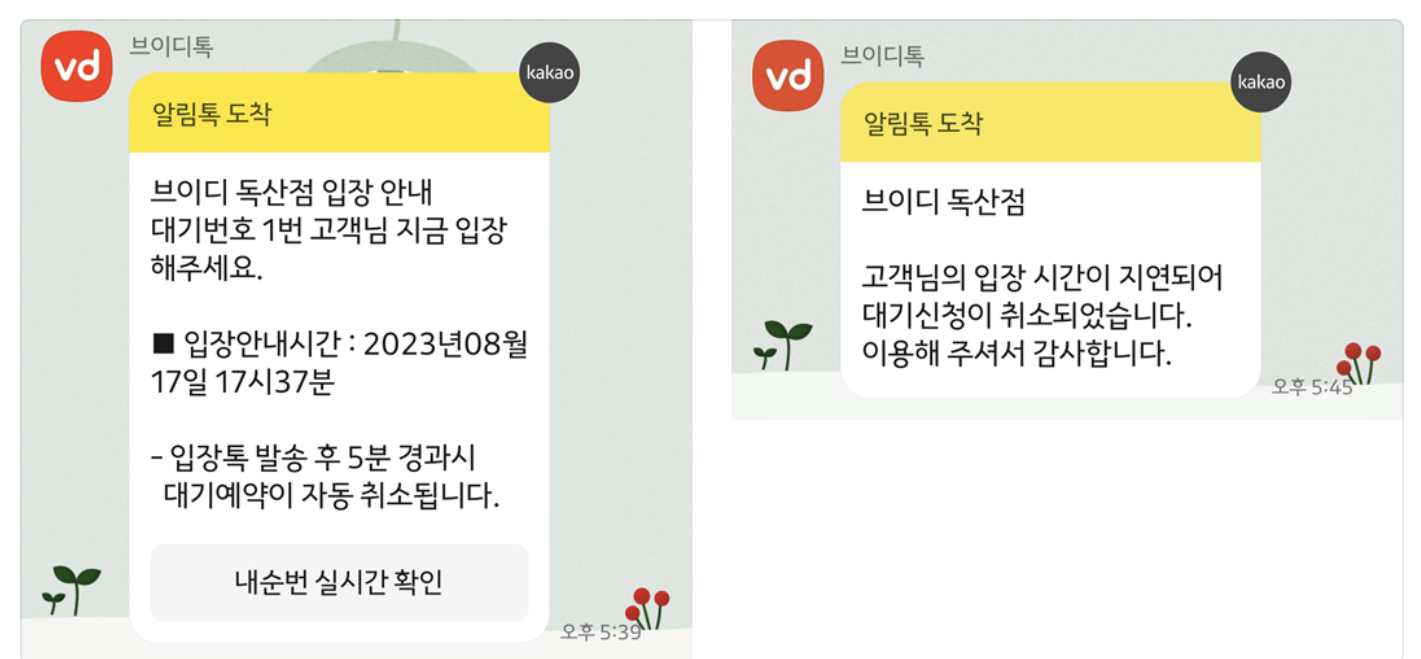 vd
브이디톡
kakao
알림톡 도착
브이디 독산점 입장 안내
대기번호 1번 고객님 지금 입장
해주세요.
■ 입장안내시간 : 2023년08월
17일 17시37분
- 입장톡 발송 후 5분 경과시
대기예약이 자동 취소됩니다.
내순번 실시간 확인
오후 5:39
vd
브이디톡
kakao
알림톡 도착
브이디 독산점
고객님의 입장 시간이 지연되어
대기신청이 취소되었습니다.
이용해 주셔서 감사합니다.
오후 5:45